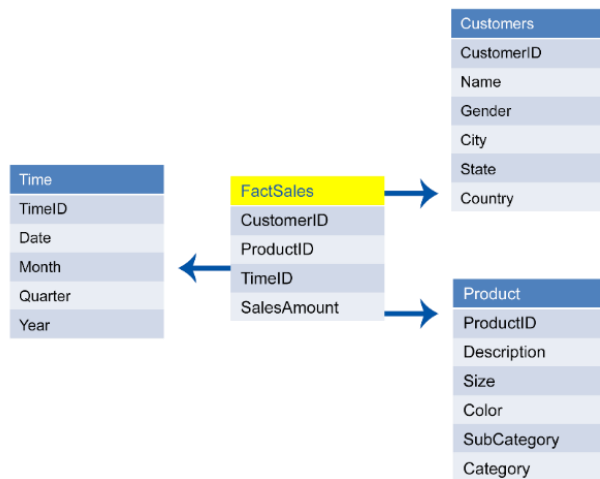 Time
TimeID
Date
Month
Quarter
Year
FactSales
CustomerID
ProductID
TimeID
SalesAmount
Customers
CustomerID
Name
Gender
City
State
Country
Product
ProductID
Description
Size
Color
SubCategory
Category